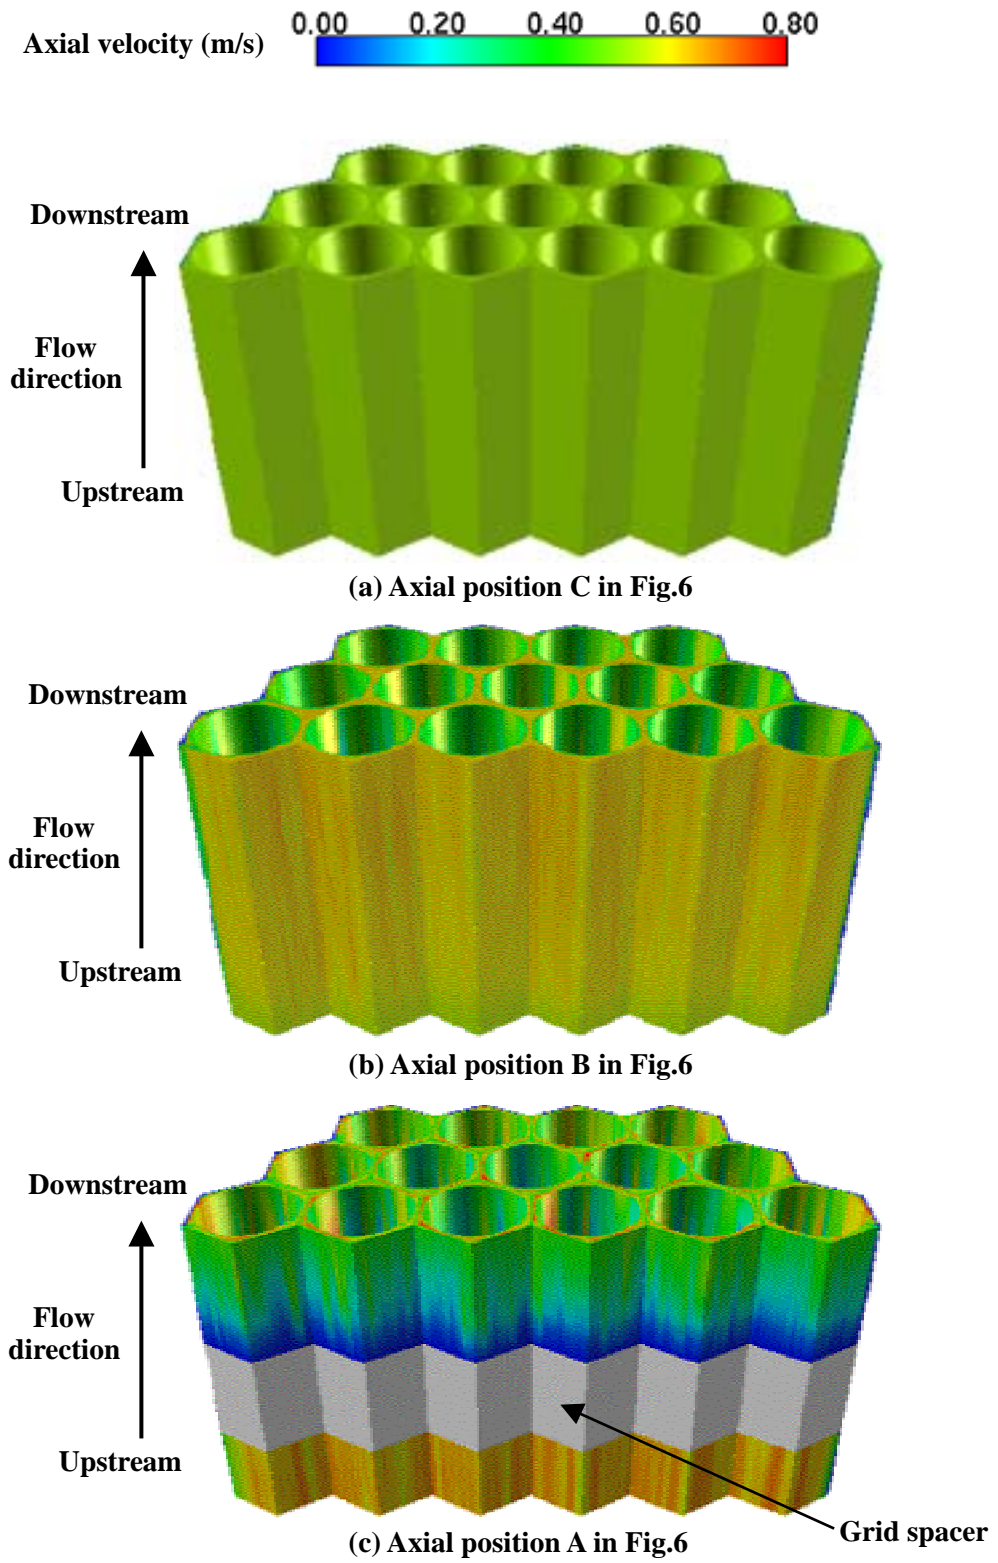 0.00 0.20 0.40 0.60 0.80
Axial velocity (m/s)
Downstream
Flow
direction
Upstream
(a) Axial position C in Fig.6
Downstream
Flow
direction
Upstream
(b) Axial position B in Fig.6
Downstream
Flow
direction
Upstream
Grid spacer
(c) Axial position A in Fig.6